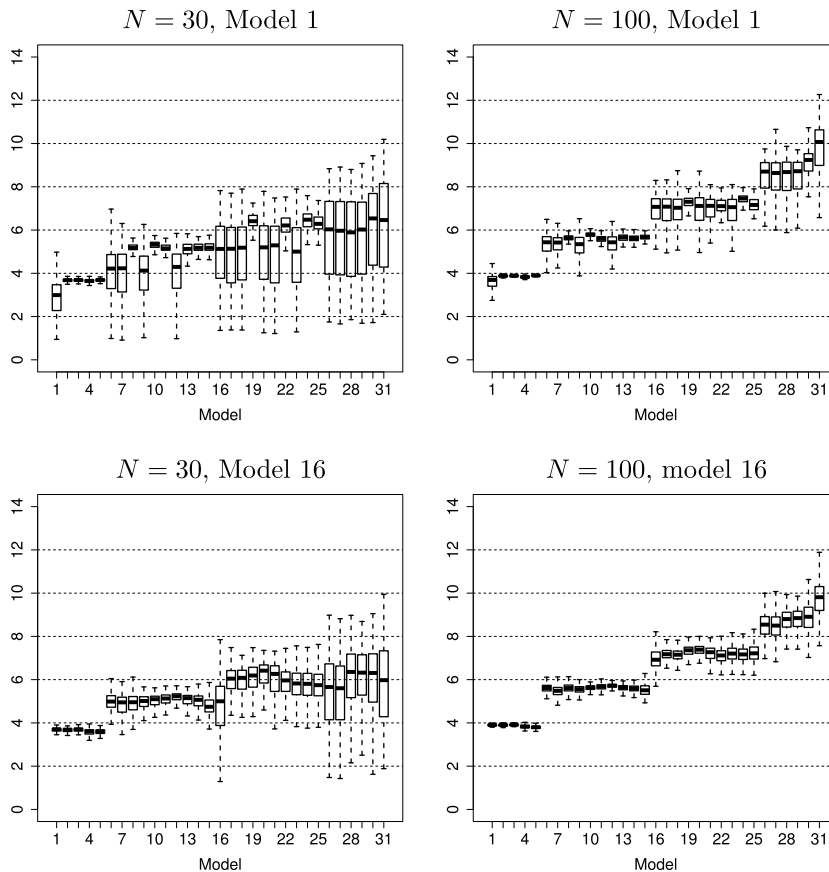 N = 30, Model 1
0 2 4 6 8 10 12 14
1 4 7 10 13 16 19 22 25 28 31
Model
N = 100, Model 1
0 2 4 6 8 10 12 14
1 4 7 10 13 16 19 22 25 28 31
Model
N = 30, Model 16
0 2 4 6 8 10 12 14
1 4 7 10 13 16 19 22 25 28 31
Model
N = 100, model 16
0 2 4 6 8 10 12 14
1 4 7 10 13 16 19 22 25 28 31
Model